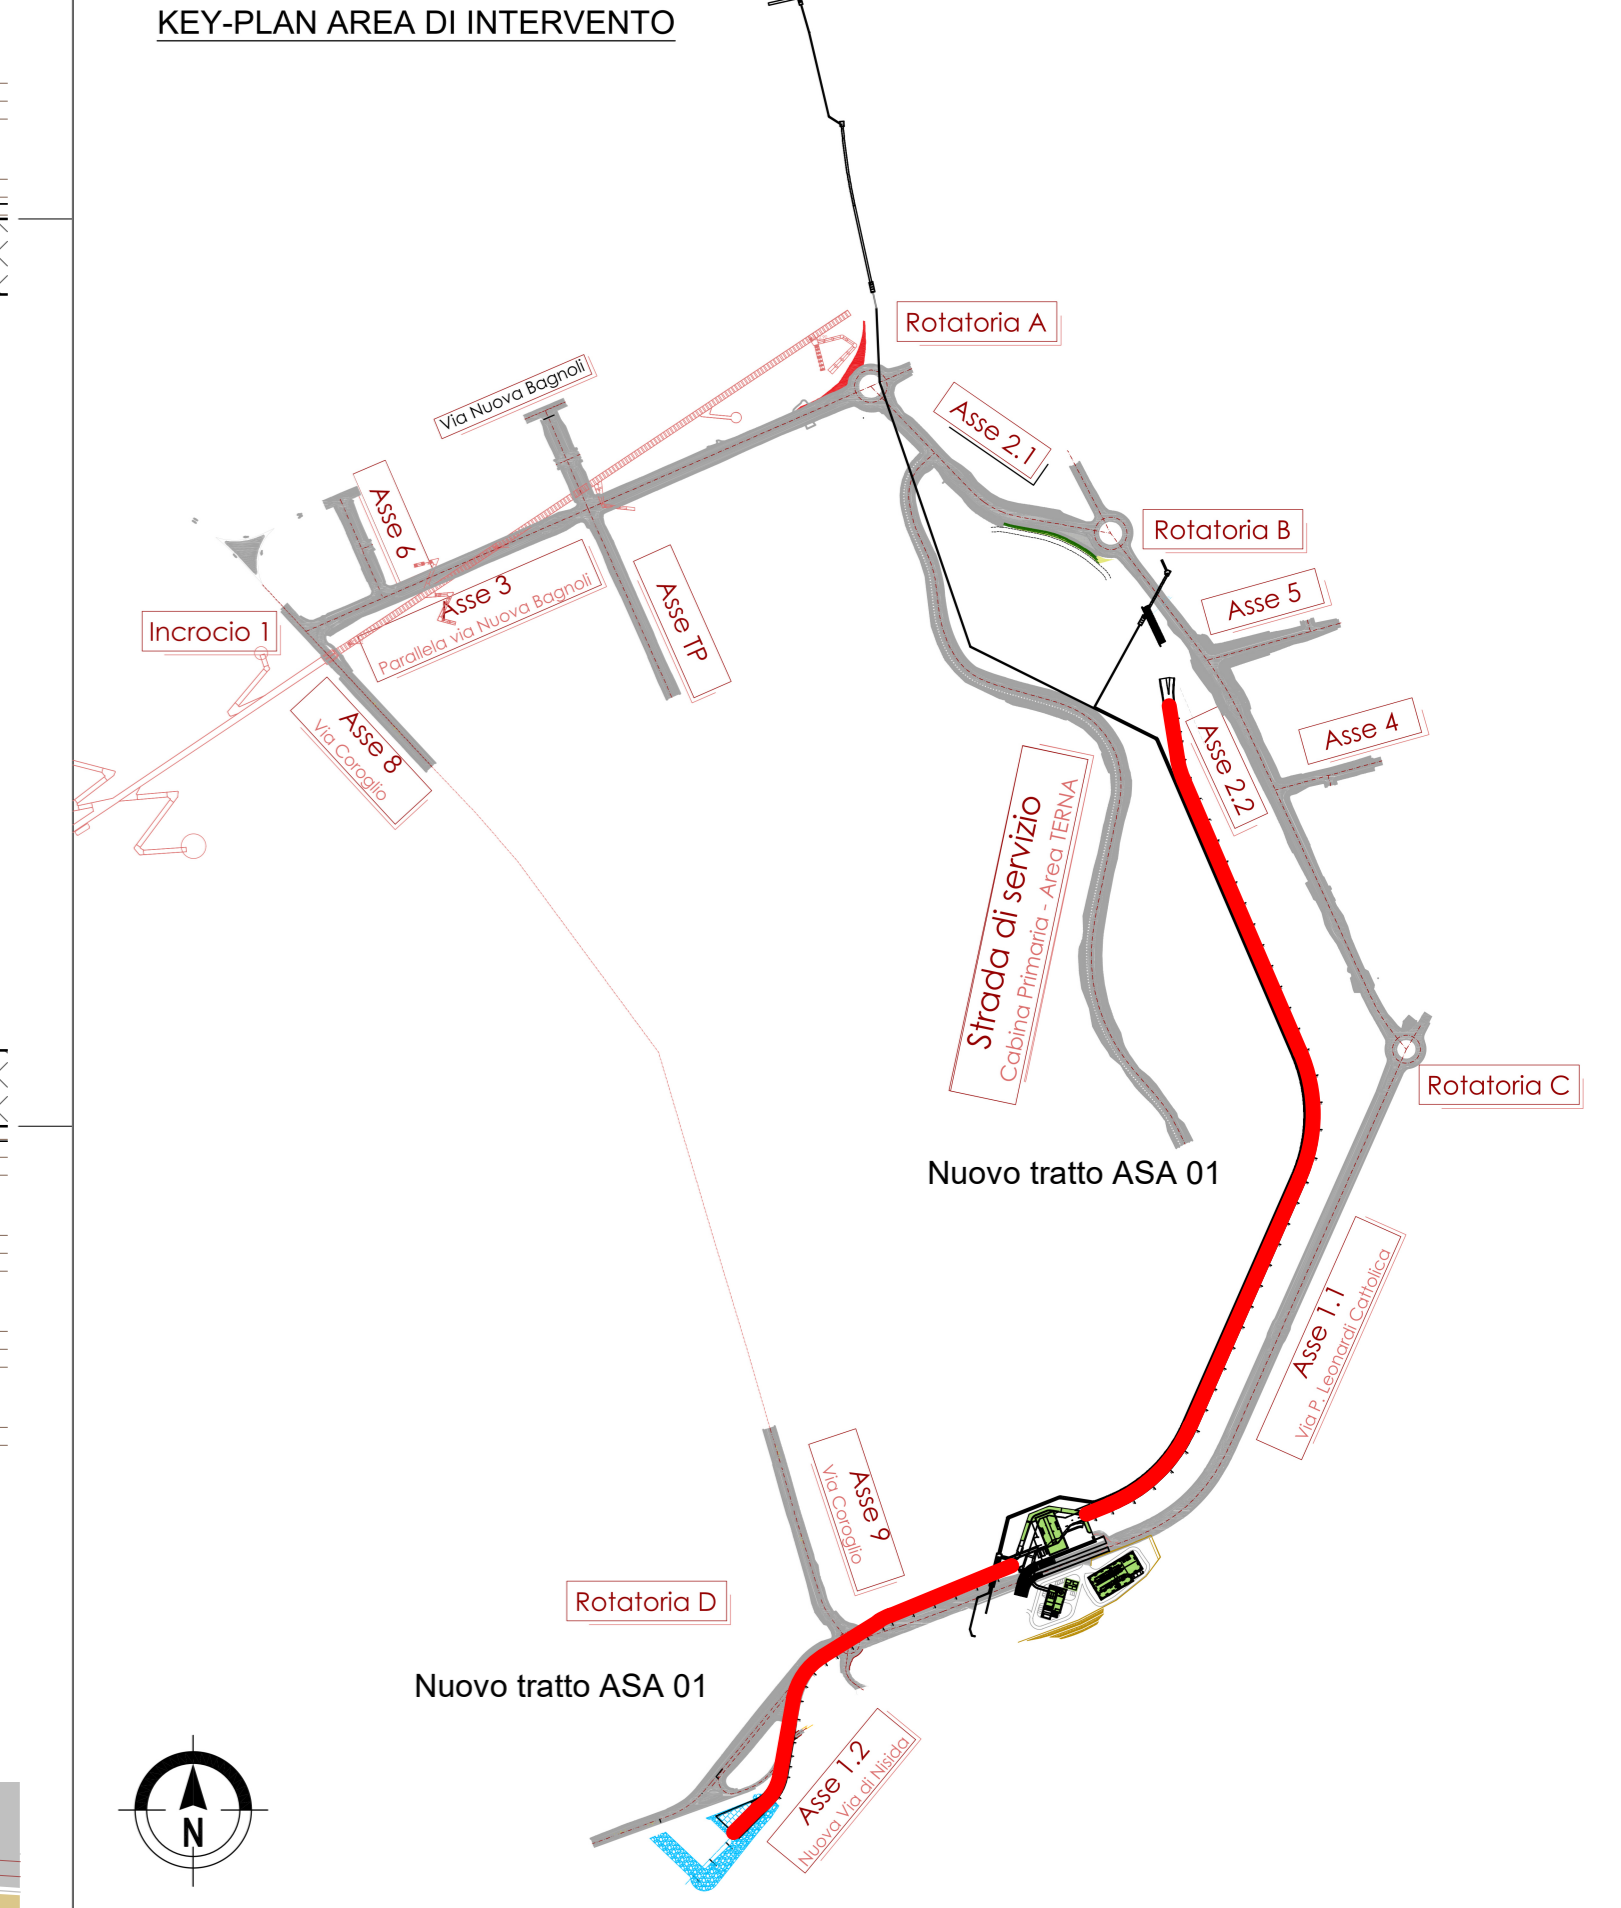 KEY-PLAN AREA DI INTERVENTO
Rotatoria A
Via Nuova Bagnoli
Asse 2.1
Asse 6
Rotatoria B
Asse 3
Parallela via Nuova Bagnoli
Asse TP
Asse 5
Incrocio 1
Asse 8
Via Coroglio
Asse 2.2
Asse 4
Strada di servizio
Cabina Primaria - Area TERNA
Rotatoria C
Nuovo tratto ASA 01
Asse 1.1
Via P. Leonardi Cattolica
Asse 9
Via Coroglio
Rotatoria D
Nuovo tratto ASA 01
Asse 1.2
Nuova Via di Nisida
N